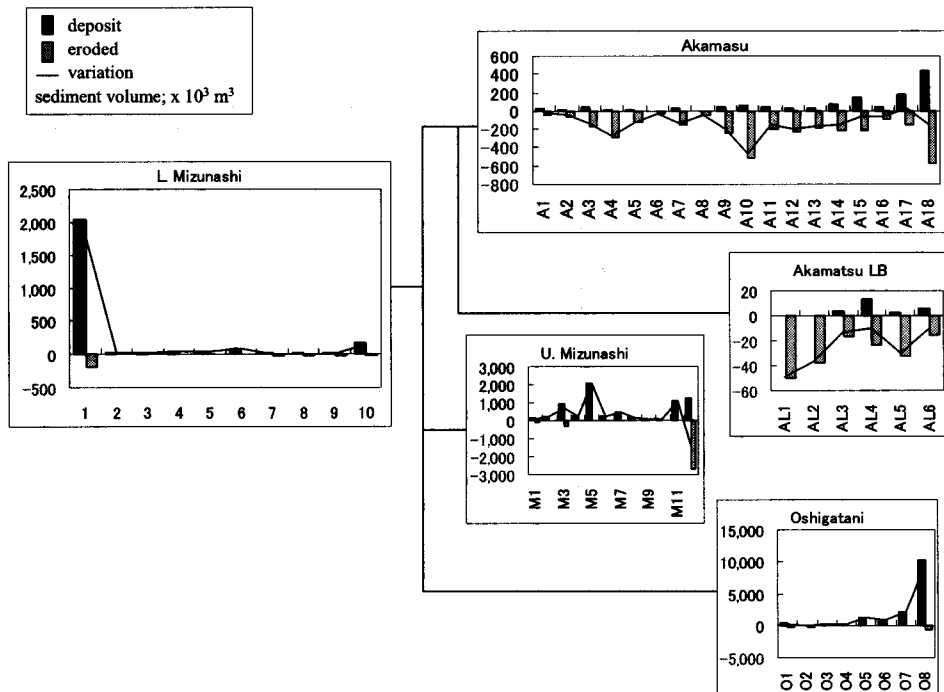 deposit
eroded
variation
sediment volume; x 10³ m³
Akamasu
600
400
200
0
−200
−400
−600
−800
A1 A2 A3 A4 A5 A6 A7 A8 A9 A10 A11 A12 A13 A14 A15 A16 A17 A18
L. Mizunashi
2,500
2,000
1,500
1,000
500
0
−500
1 2 3 4 5 6 7 8 9 10
Akamatsu LB
20
0
−20
−40
−60
AL1 AL2 AL3 AL4 AL5 AL6
U. Mizunashi
3,000
2,000
1,000
0
−1,000
−2,000
−3,000
M1 M3 M5 M7 M9 M11
Oshigatani
15,000
10,000
5,000
0
−5,000
O1 O2 O3 O4 O5 O6 O7 O8